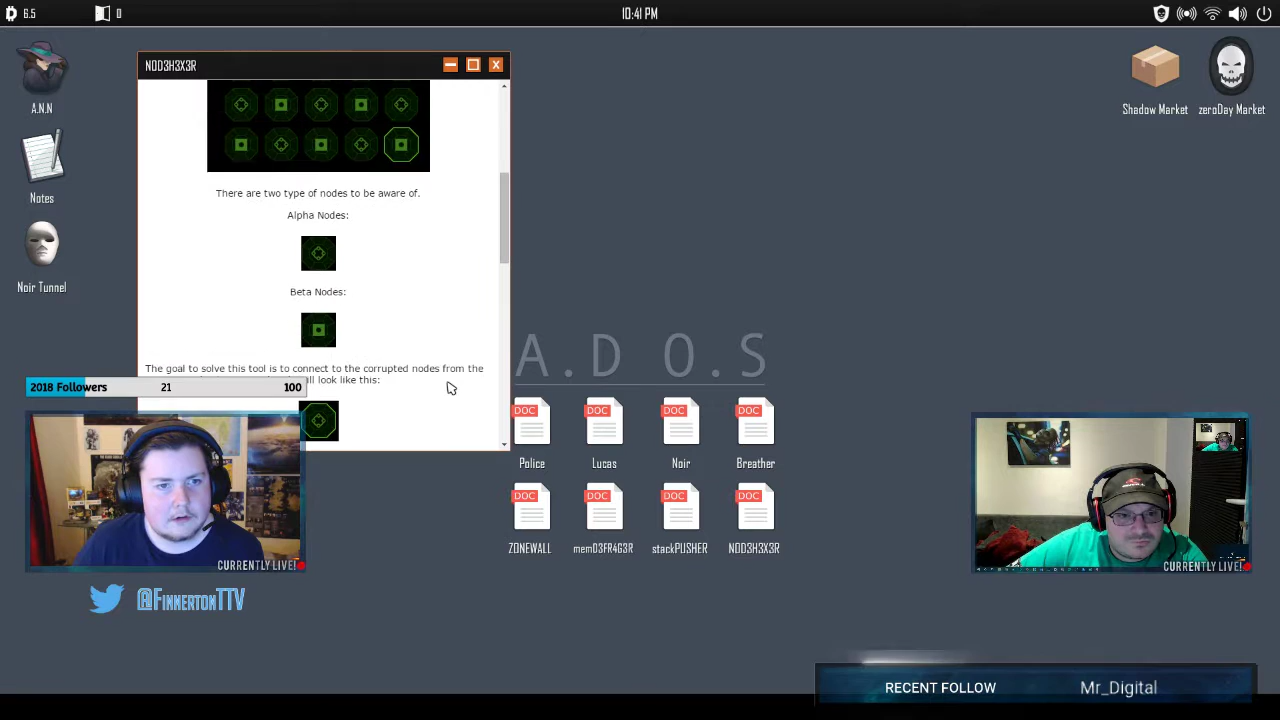 6.5
0
10:41 PM
A.N.N
Notes
Noir Tunnel
Shadow Market
zeroDay Market
N0D3H3X3R
There are two type of nodes to be aware of.
Alpha Nodes:
Beta Nodes:
The goal to solve this tool is to connect to the corrupted nodes from the
look like this:
2018 Followers 21 100
A.D O.S
DOC DOC DOC DOC
Police Lucas Noir Breather
DOC DOC DOC DOC
ZONEWALL memD3FR4G3R stackPUSHER N0D3H3X3R
CURRENTLY LIVE!
CURRENTLY LIVE!
@FinnertonTTV
RECENT FOLLOW Mr_Digital